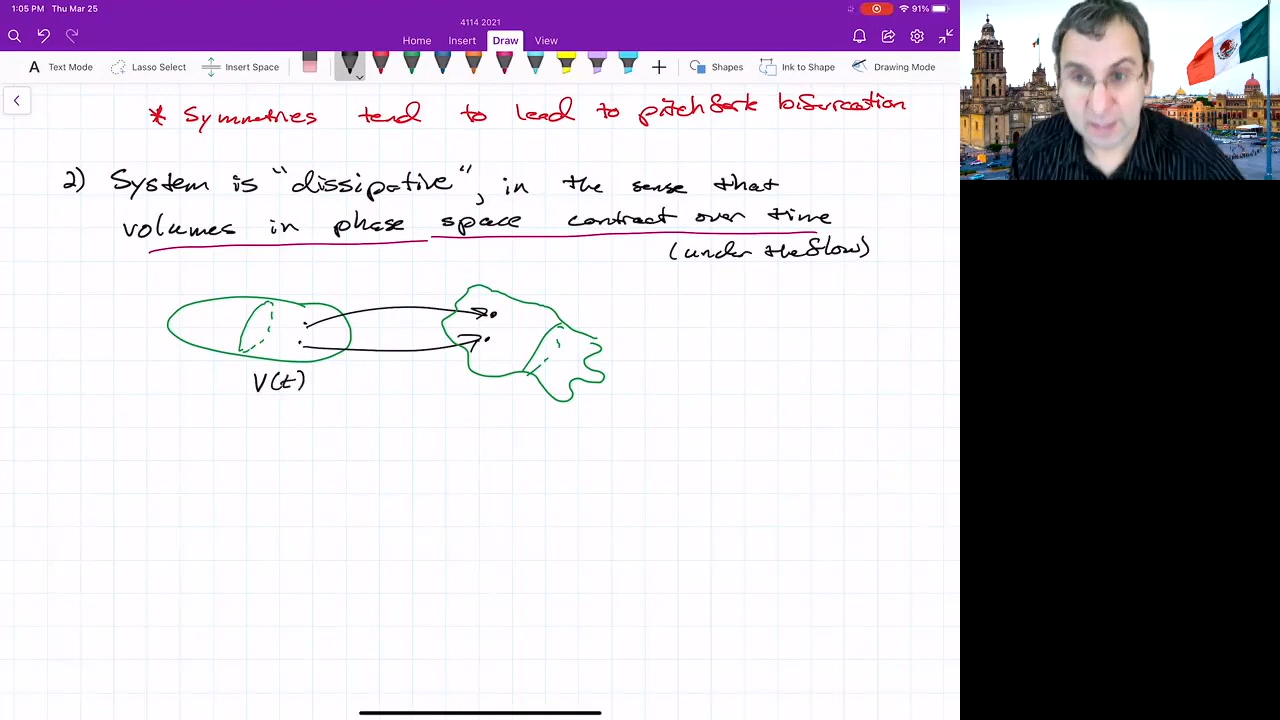 1:05 PM Thu Mar 25
91%
4114 2021
Home Insert Draw View
Text Mode Lasso Select Insert Space Shapes Ink to Shape Drawing Mode
* Symmetries tend to lead to pitchfork bifurcation
2) System is "dissipative", in the sense that
volumes in phase space contract over time
(under the flow)
V(t)